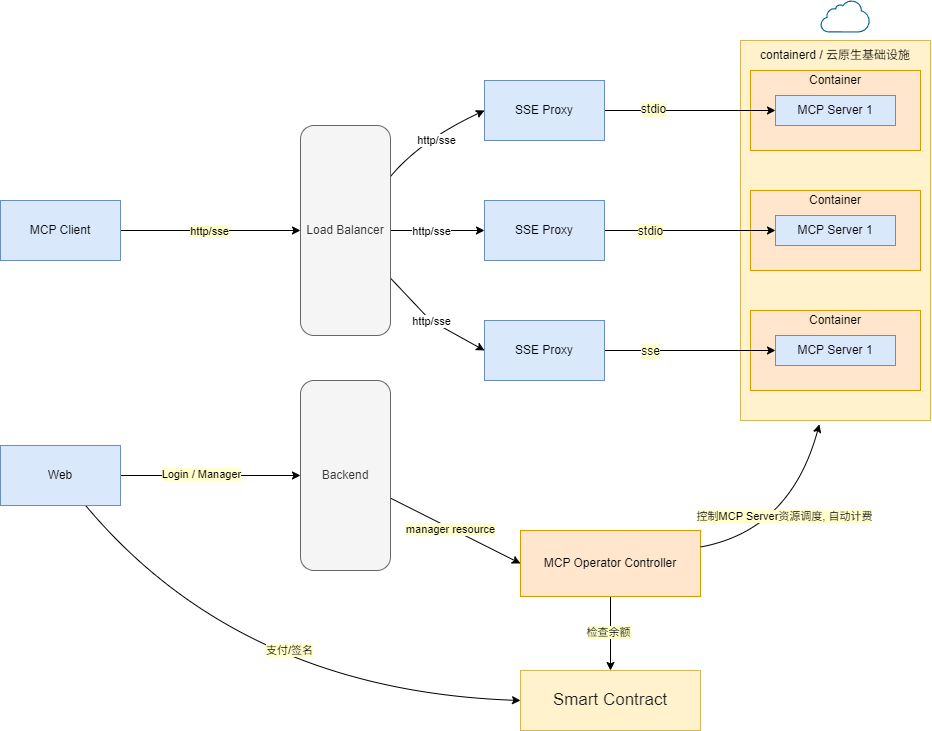 containerd / 云原生基础设施
Container
MCP Server 1
SSE Proxy
stdio
http/sse
Container
MCP Server 1
MCP Client
http/sse
Load Balancer
http/sse
SSE Proxy
stdio
Container
MCP Server 1
http/sse
SSE Proxy
sse
Web
Login / Manager
Backend
manager resource
控制MCP Server资源调度, 自动计费
MCP Operator Controller
检查余额
支付/签名
Smart Contract